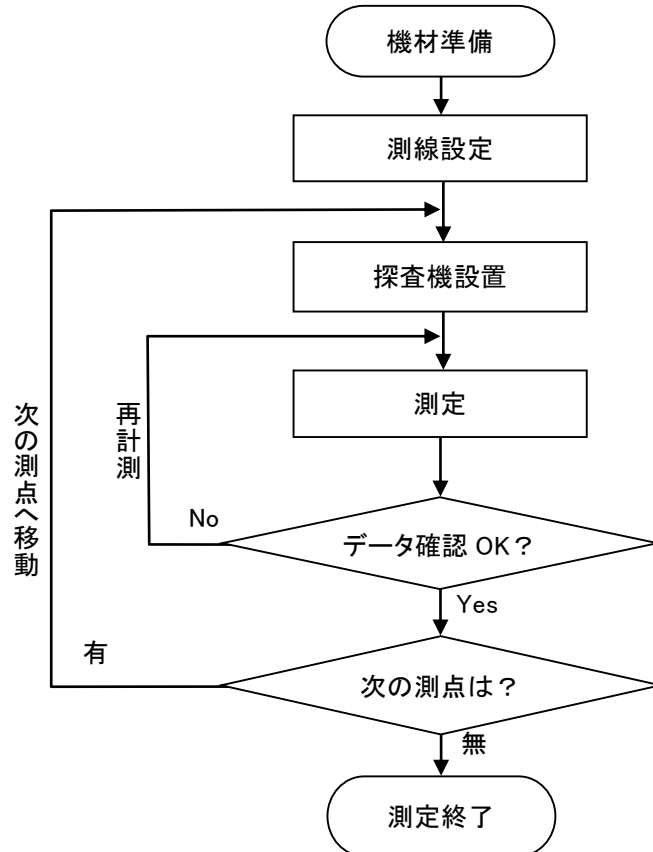 機材準備
測線設定
探査機設置
測定
再計測
次の測点へ移動
No
データ確認 OK？
Yes
有
次の測点は？
無
測定終了